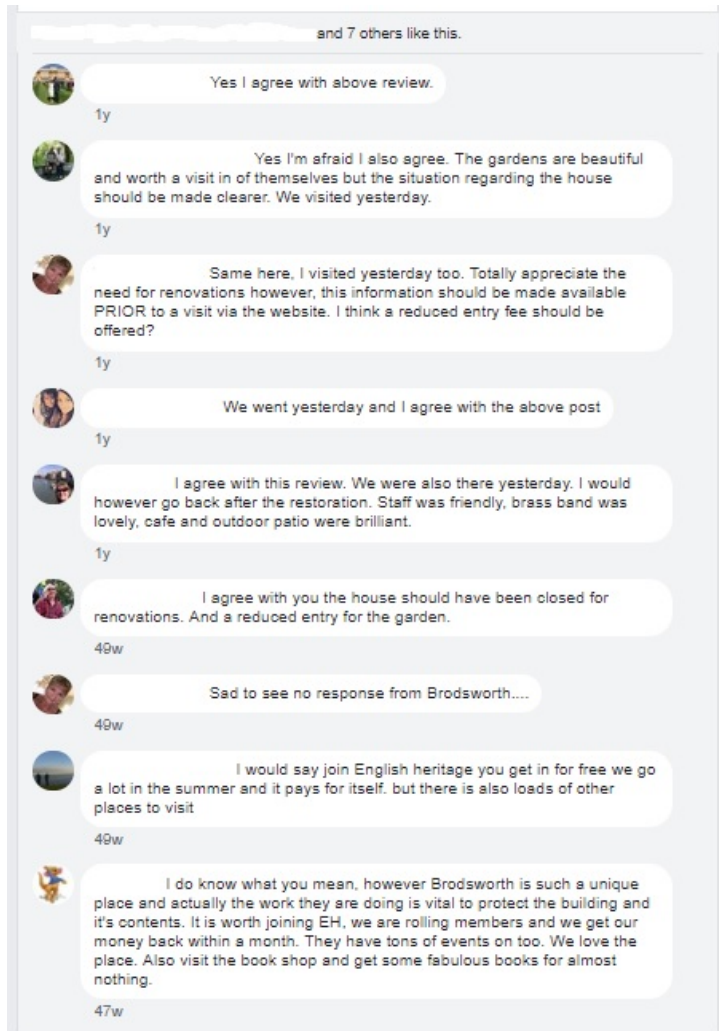 and 7 others like this.
Yes I agree with above review.
1y
Yes I'm afraid I also agree. The gardens are beautiful
and worth a visit in of themselves but the situation regarding the house
should be made clearer. We visited yesterday.
1y
Same here, I visited yesterday too. Totally appreciate the
need for renovations however, this information should be made available
PRIOR to a visit via the website. I think a reduced entry fee should be
offered?
1y
We went yesterday and I agree with the above post
1y
I agree with this review. We were also there yesterday. I would
however go back after the restoration. Staff was friendly, brass band was
lovely, cafe and outdoor patio were brilliant.
1y
I agree with you the house should have been closed for
renovations. And a reduced entry for the garden.
49w
Sad to see no response from Brodsworth....
49w
I would say join English heritage you get in for free we go
a lot in the summer and it pays for itself. but there is also loads of other
places to visit
49w
I do know what you mean, however Brodsworth is such a unique
place and actually the work they are doing is vital to protect the building and
it's contents. It is worth joining EH, we are rolling members and we get our
money back within a month. They have tons of events on too. We love the
place. Also visit the book shop and get some fabulous books for almost
nothing.
47w